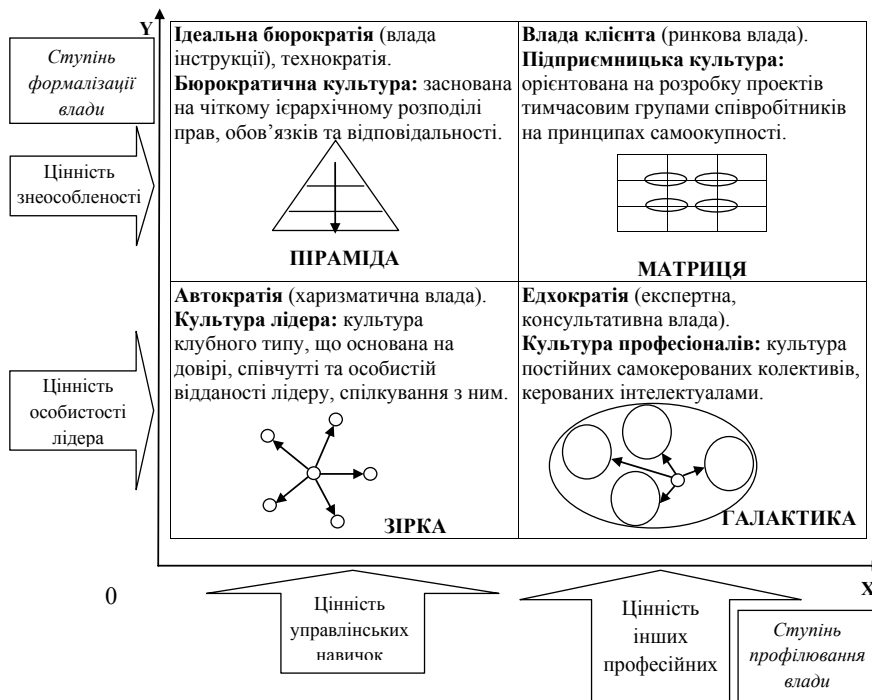 Y
Ступінь
формалізації
влади
Цінність
знеособленості
Цінність
особистості
лідера
Ідеальна бюрократія (влада
інструкції), технократія.
Бюрократична культура: заснована
на чіткому ієрархічному розподілі
прав, обов’язків та відповідальності.
ПІРАМІДА
Влада клієнта (ринкова влада).
Підприємницька культура:
орієнтована на розробку проектів
тимчасовим групами співробітників
на принципах самоокупності.
МАТРИЦЯ
Автократія (харизматична влада).
Культура лідера: культура
клубного типу, що основана на
довірі, співчутті та особистій
відданості лідеру, спілкування з ним.
ЗІРКА
Едхократія (експертна,
консультативна влада).
Культура професіоналів: культура
постійних самокерованих колективів,
керованих інтелектуалами.
ГАЛАКТИКА
0
X
Цінність
управлінських
навичок
Цінність
інших
професійних
Ступінь
профілювання
влади